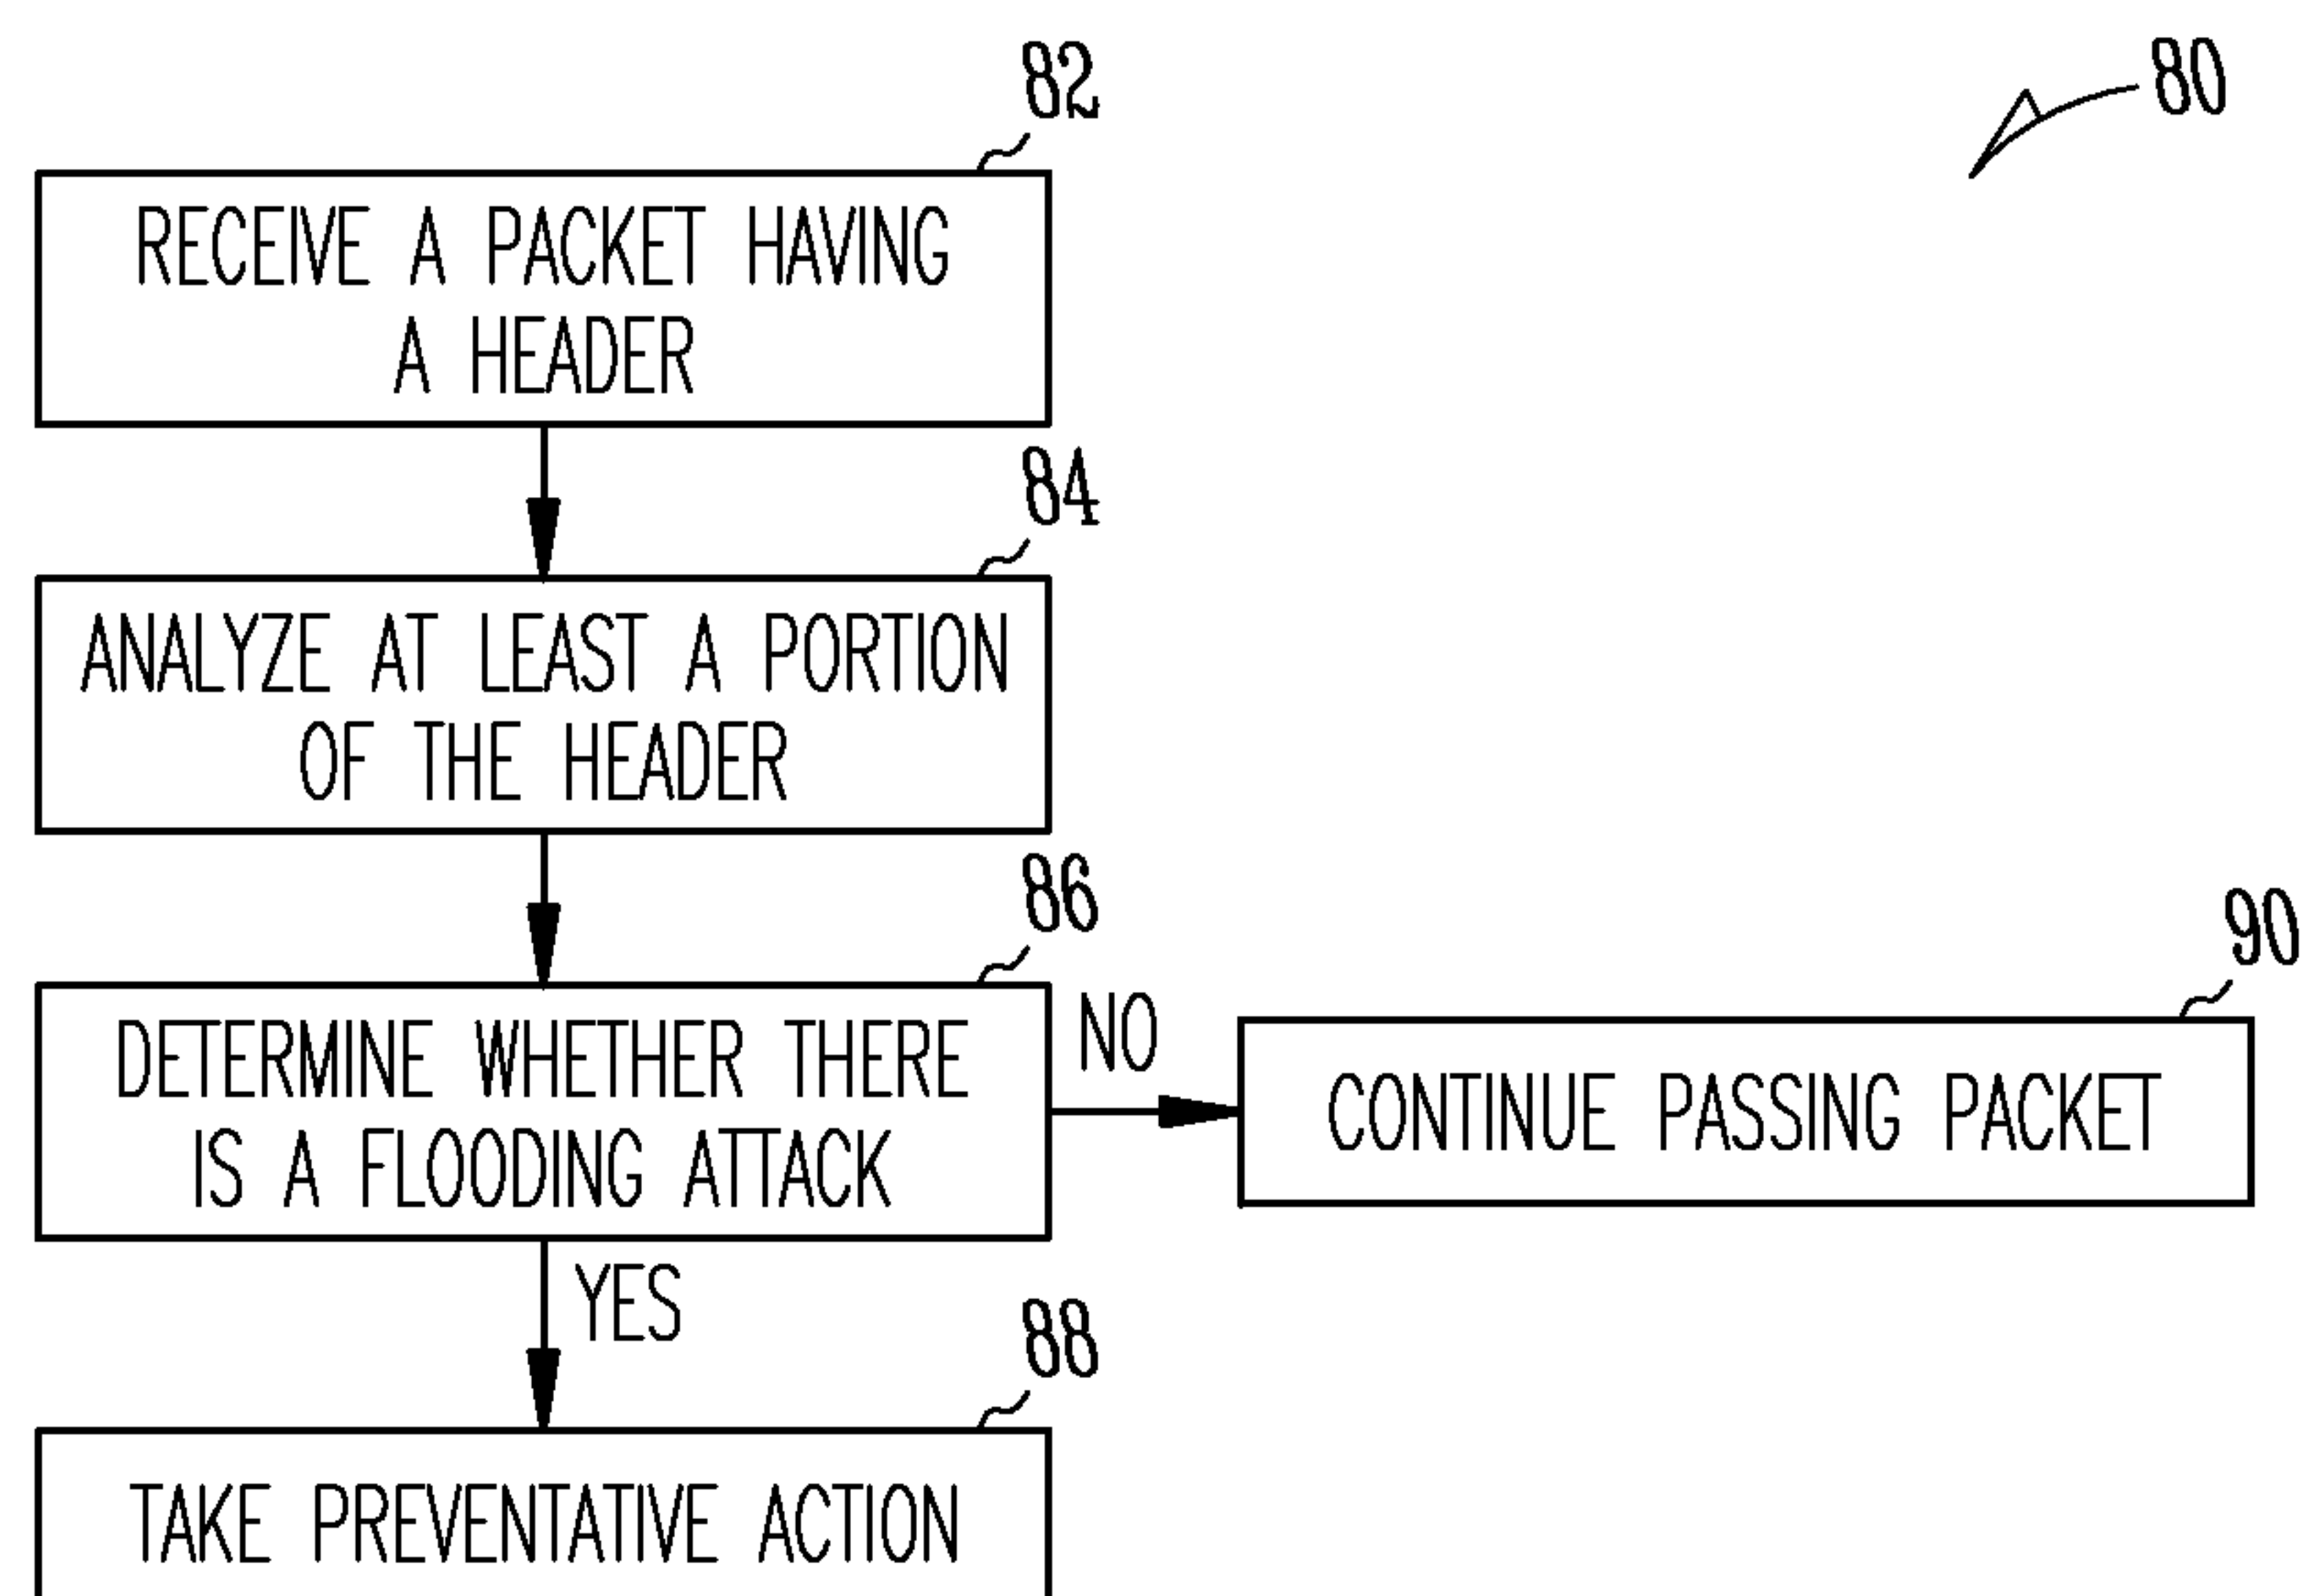 82
80
RECEIVE A PACKET HAVING
A HEADER
84
ANALYZE AT LEAST A PORTION
OF THE HEADER
86
DETERMINE WHETHER THERE
IS A FLOODING ATTACK
NO
90
CONTINUE PASSING PACKET
YES
88
TAKE PREVENTATIVE ACTION